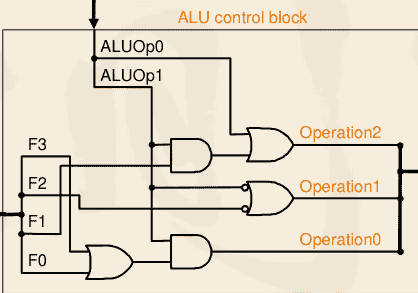 ALU control block
ALUOp0
ALUOp1
F3
Operation2
F2
Operation1
F1
Operation0
F0